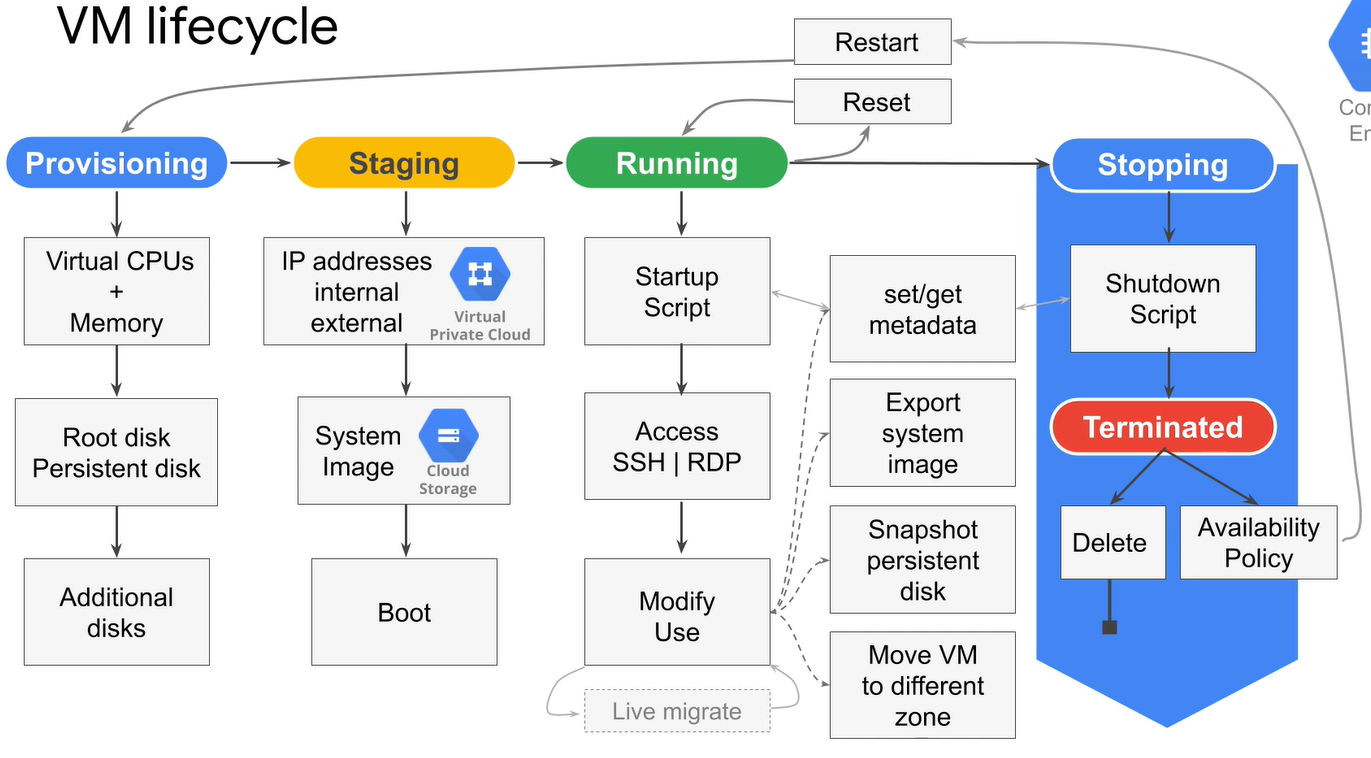 VM lifecycle
Restart
Reset
Provisioning
Staging
Running
Stopping
Virtual CPUs
+
Memory
Root disk
Persistent disk
Additional
disks
IP addresses
internal
external
Virtual
Private Cloud
System
Image
Cloud
Storage
Boot
Startup
Script
Access
SSH | RDP
Modify
Use
Live migrate
set/get
metadata
Export
system
image
Snapshot
persistent
disk
Move VM
to different
zone
Shutdown
Script
Terminated
Delete
Availability
Policy